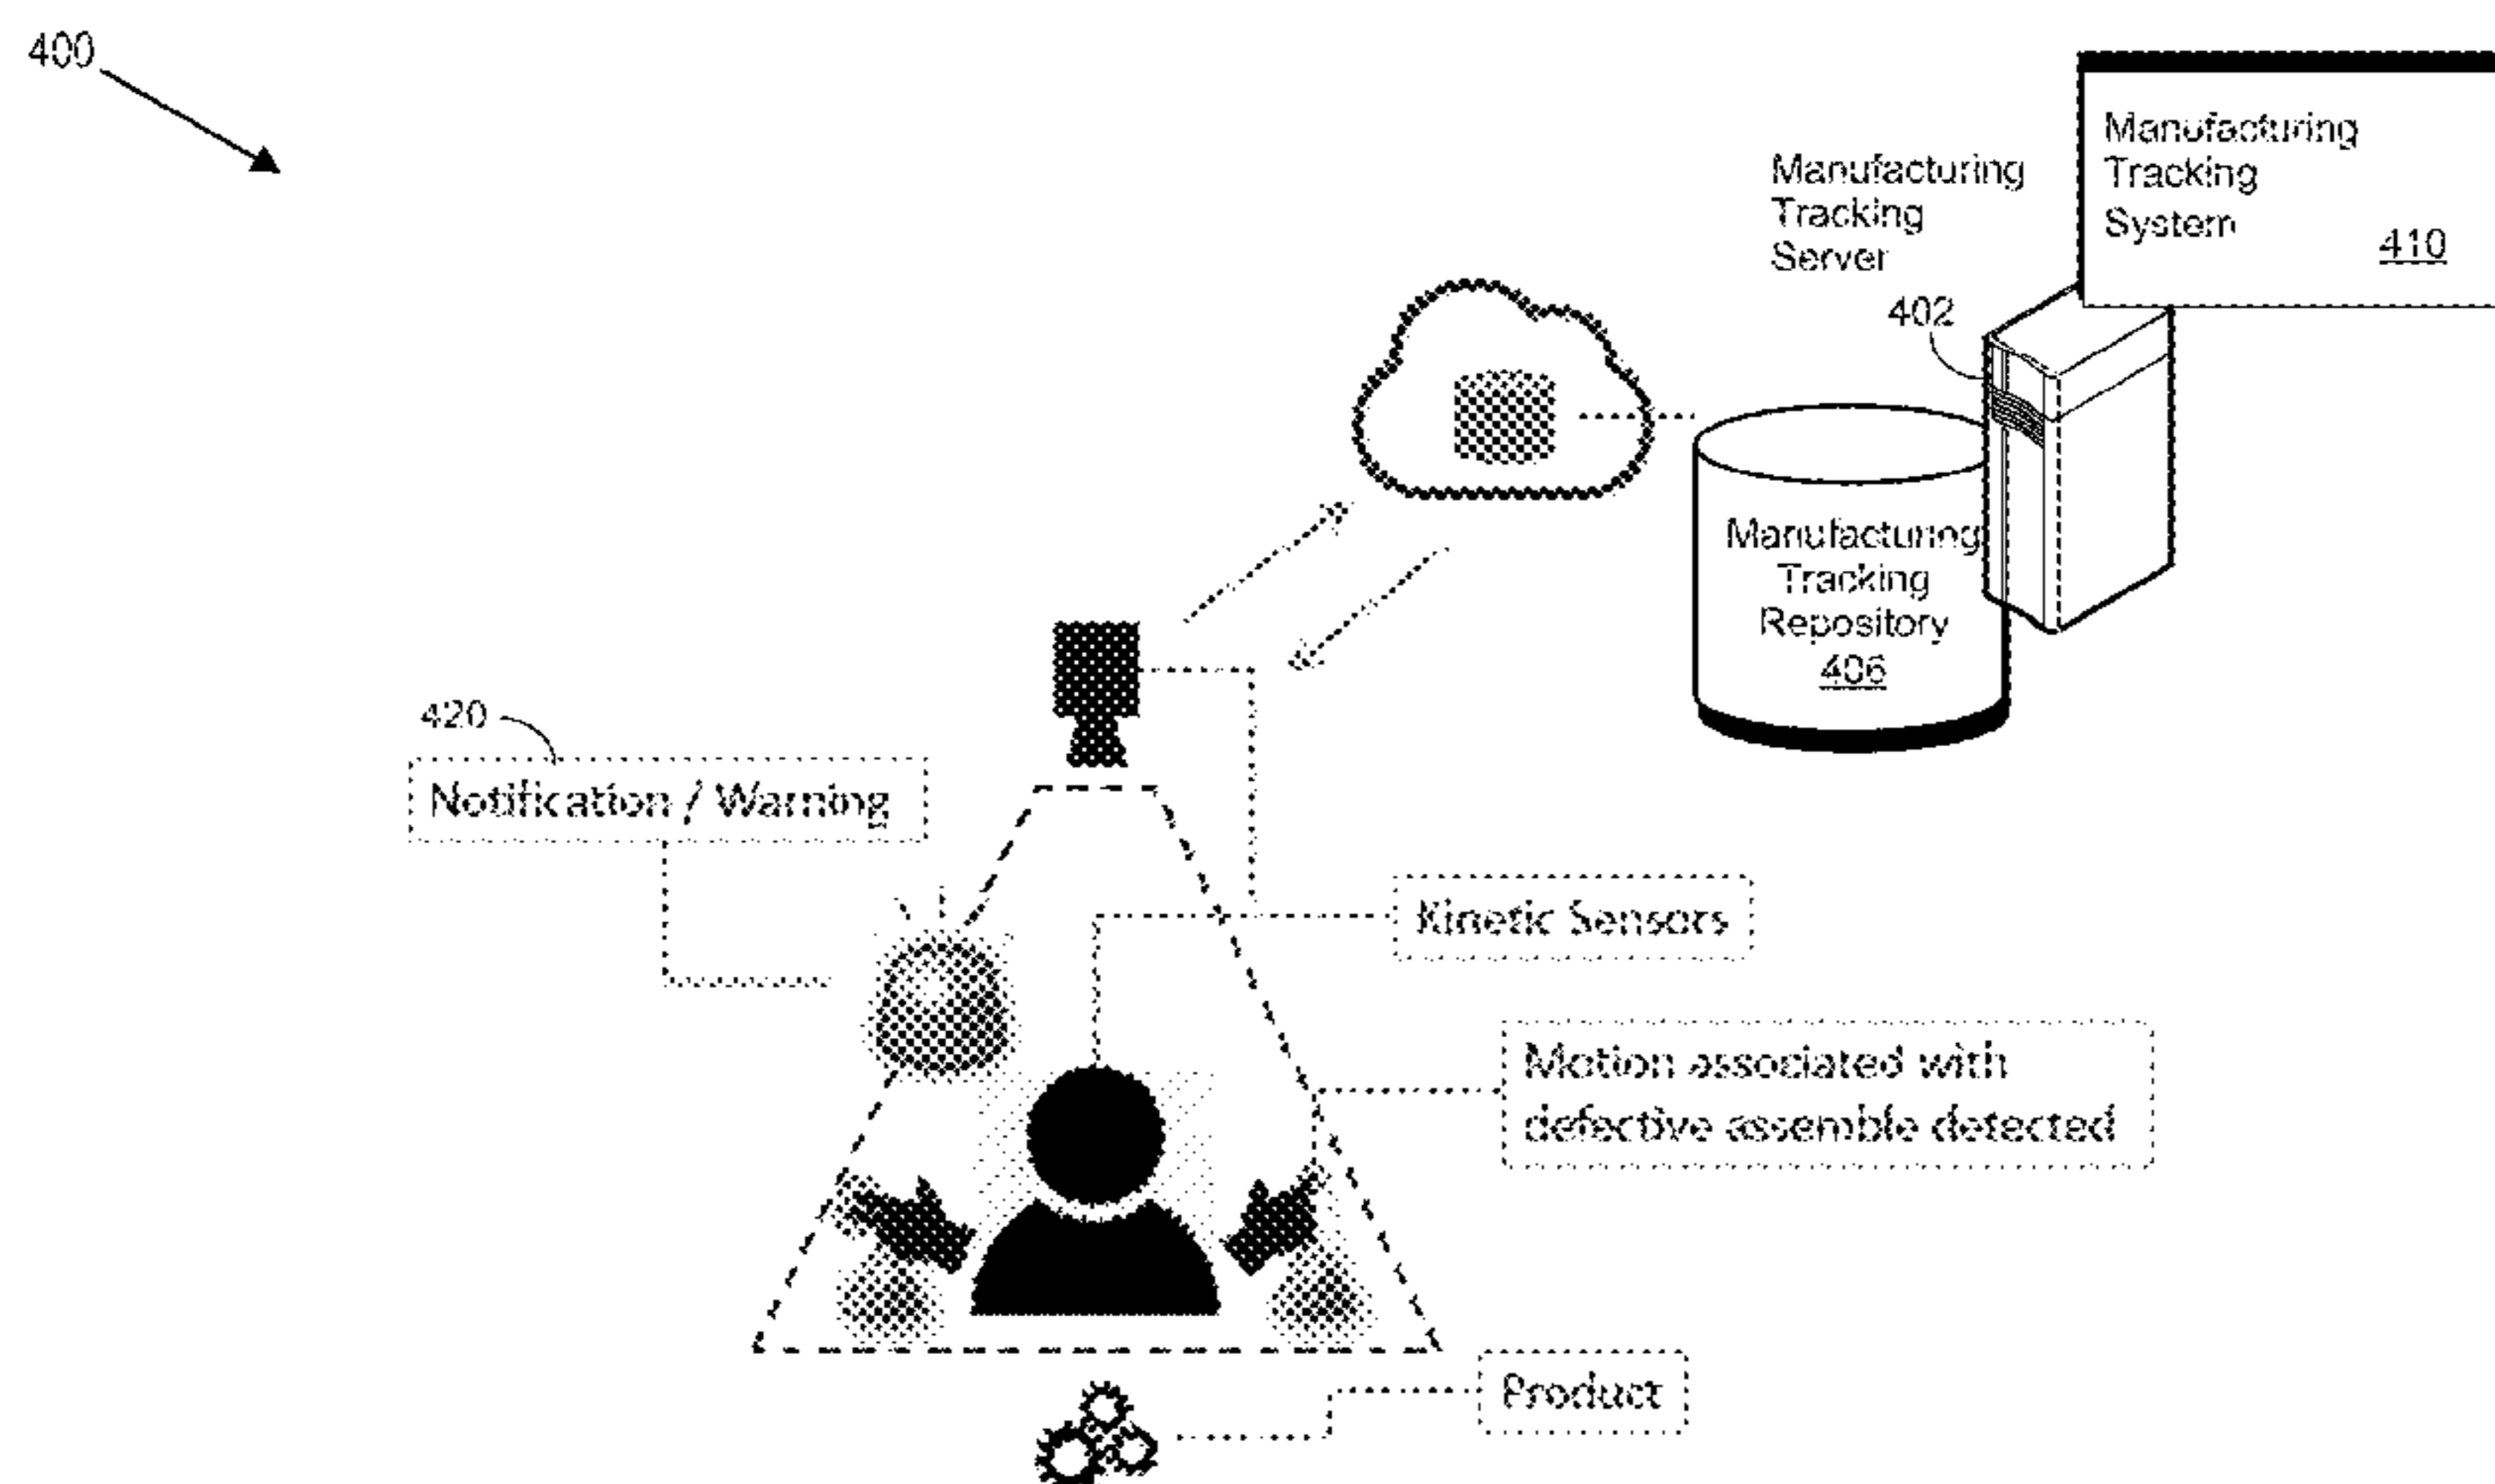 400
Manufacturing
Tracking
System
410
Manufacturing
Tracking
Server
402
Manufacturing
Tracking
Repository
406
420
Notification / Warning
Kinetic Sensors
Motion associated with
defective assemble detected
Product